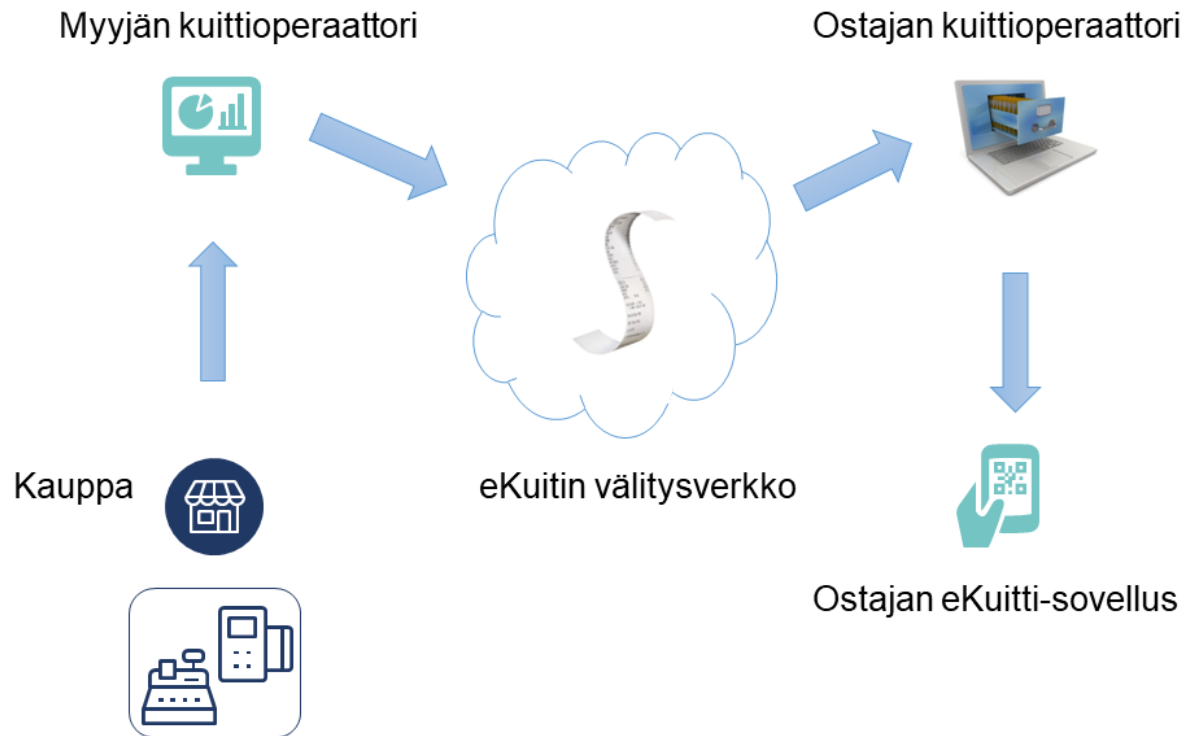 Myyjän kuittioperaattori
Ostajan kuittioperaattori
Kauppa
eKuitin välitysverkko
Ostajan eKuitti-sovellus